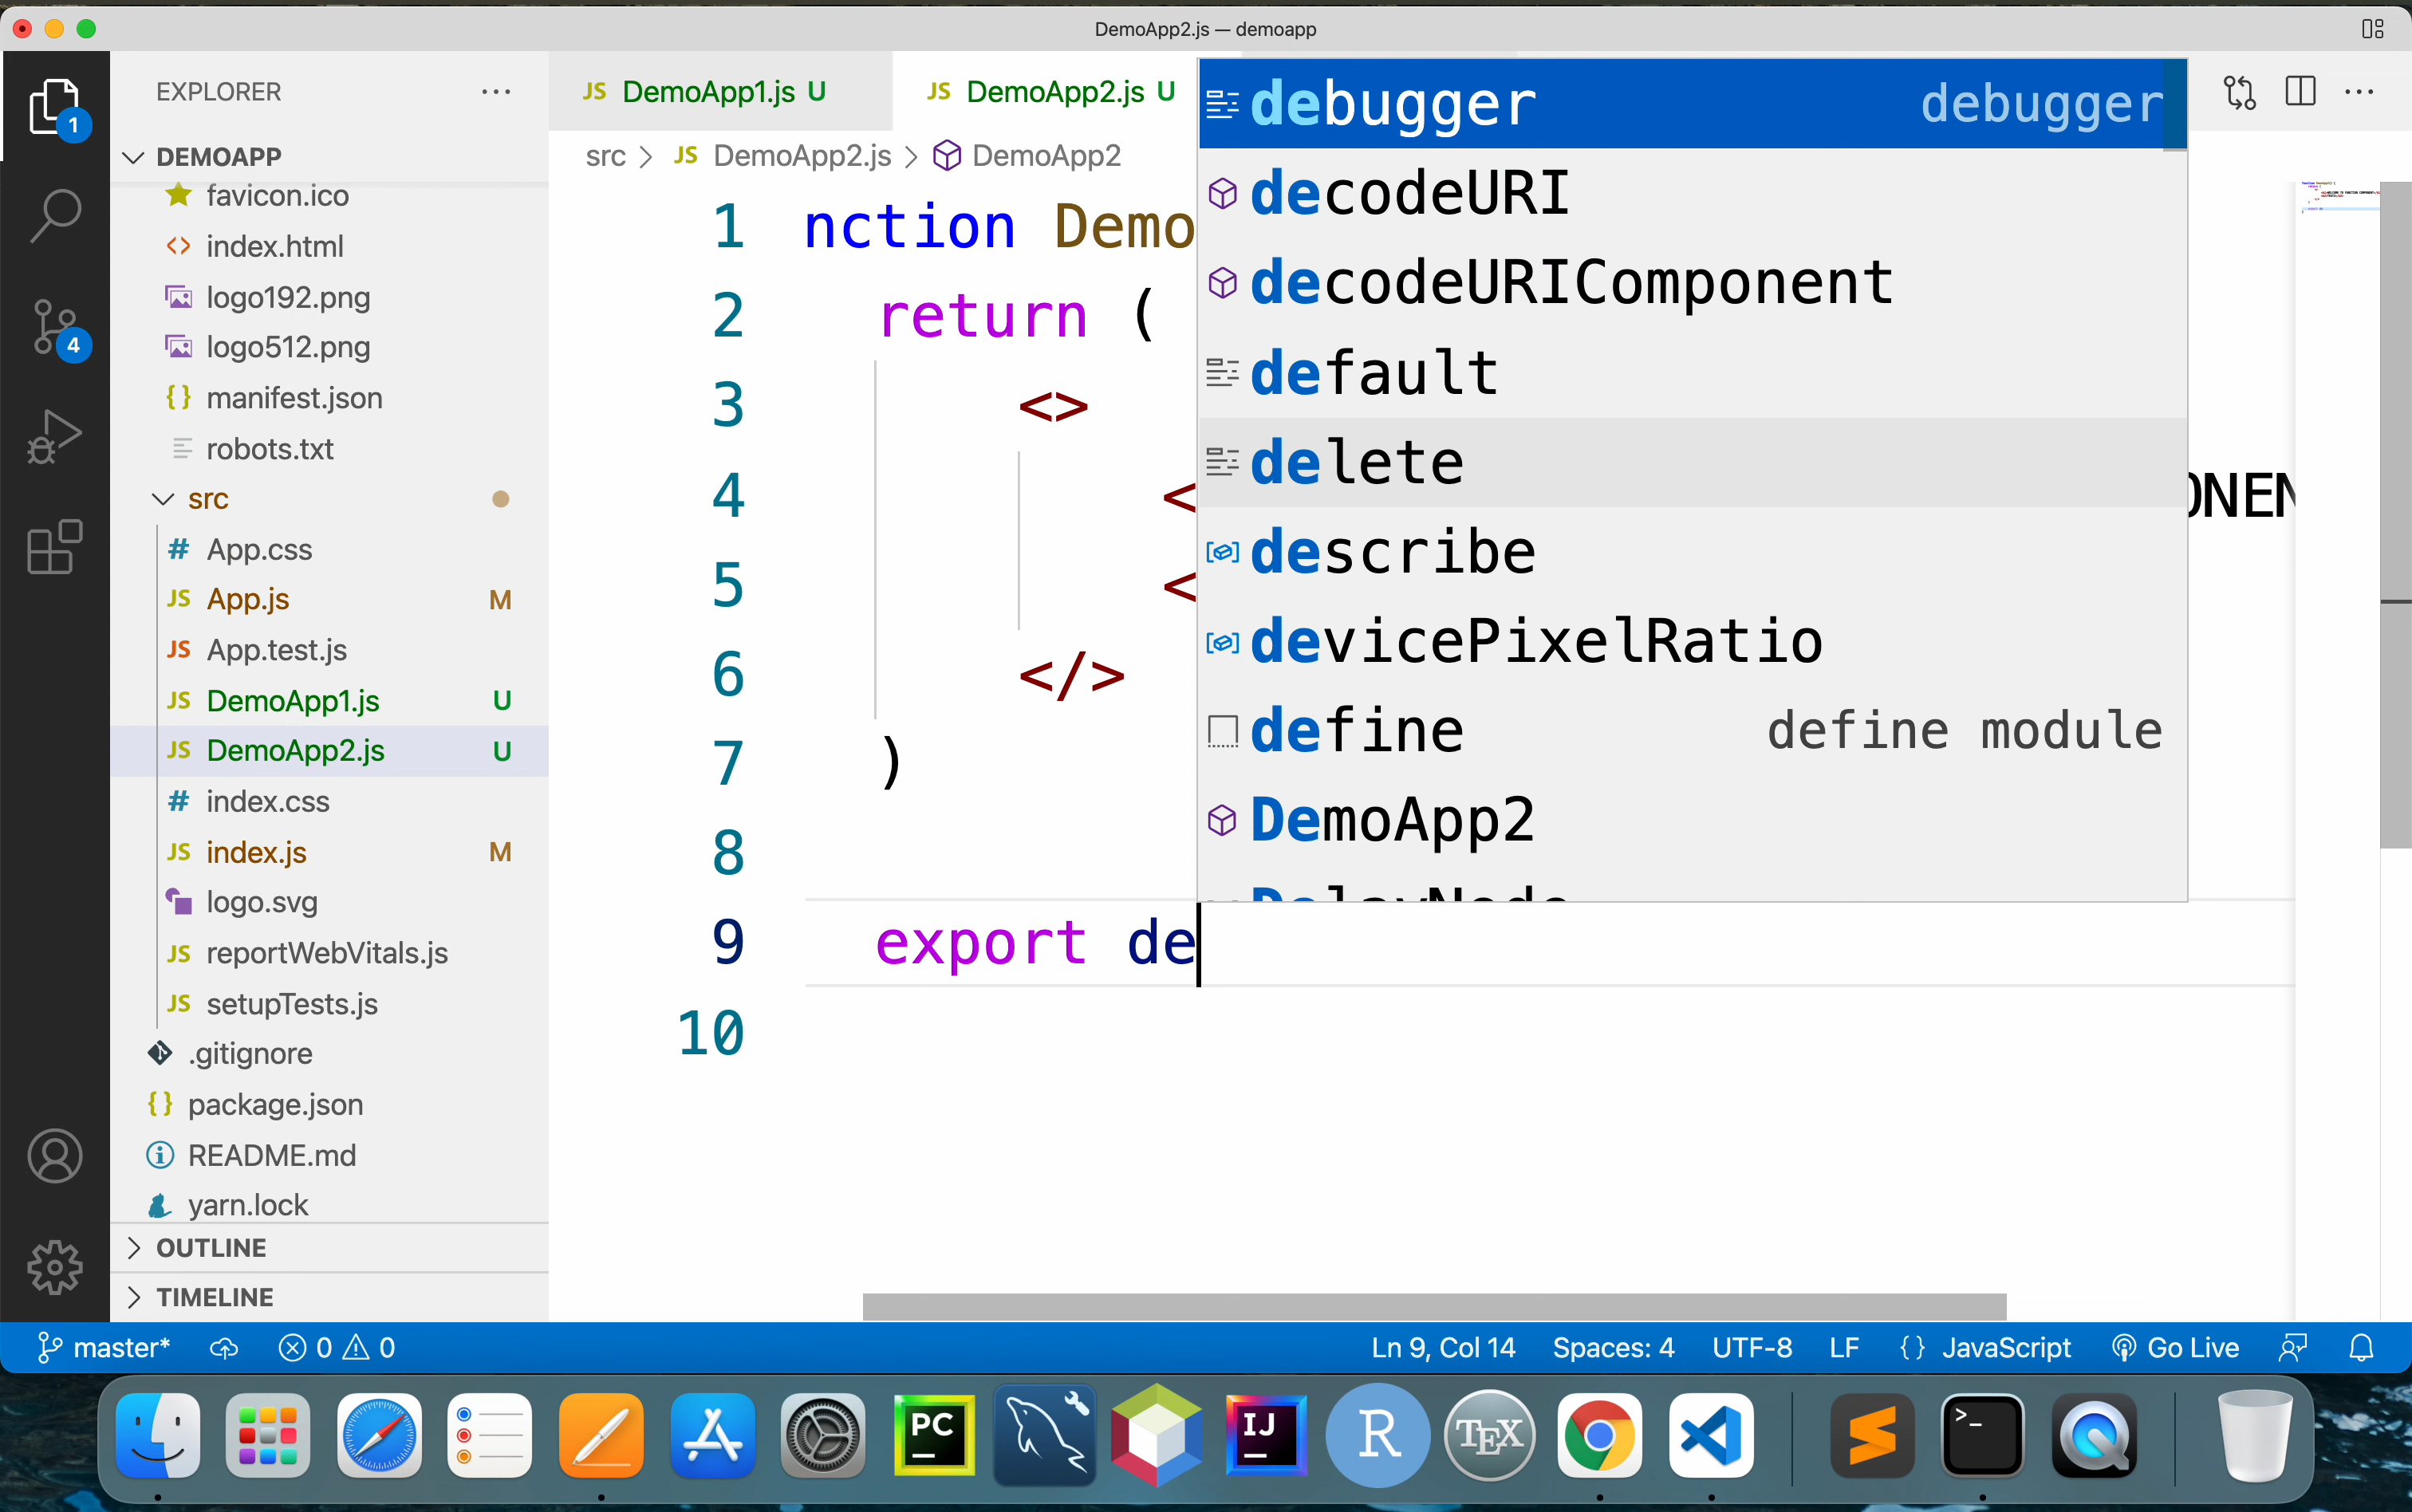 DemoApp2.js — demoapp
EXPLORER
DEMOAPP
favicon.ico
index.html
logo192.png
logo512.png
manifest.json
robots.txt
src
App.css
App.js M
App.test.js
DemoApp1.js U
DemoApp2.js U
index.css
index.js M
logo.svg
reportWebVitals.js
setupTests.js
.gitignore
package.json
README.md
yarn.lock
OUTLINE
TIMELINE
1
4
JS DemoApp1.js U
JS DemoApp2.js U
src > JS DemoApp2.js > DemoApp2
1 nction Demo
2 return (
3 <>
4 < ONEN
5 <
6 </>
7 )
8
9 export de
10
debugger debugger
decodeURI
decodeURIComponent
default
delete
describe
devicePixelRatio
define define module
DemoApp2
DelayNode
master* 0 0 Ln 9, Col 14 Spaces: 4 UTF-8 LF {} JavaScript Go Live
PC IJ R TEX >_